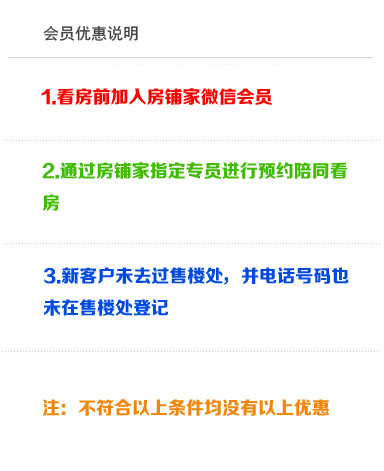 会员优惠说明
1.看房前加入房铺家微信会员
2.通过房铺家指定专员进行预约陪同看
房
3.新客户未去过售楼处，并电话号码也
未在售楼处登记
注：不符合以上条件均没有以上优惠